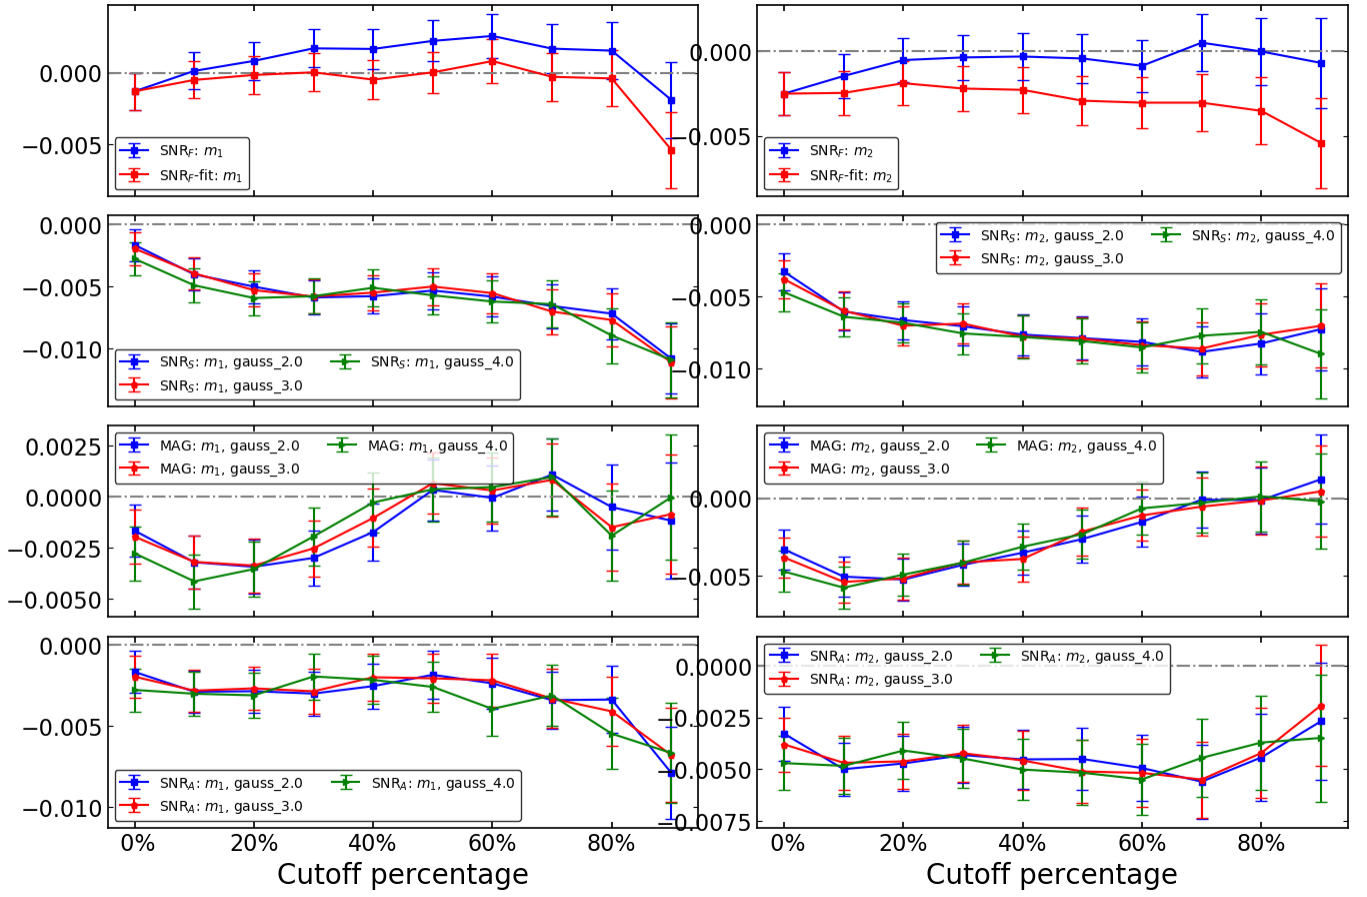 0.000
−0.005
SNR_F: m_1
SNR_F-fit: m_1
0.000
−0.005
SNR_F: m_2
SNR_F-fit: m_2
0.000
−0.005
−0.010
SNR_S: m_1, gauss_2.0 SNR_S: m_1, gauss_4.0
SNR_S: m_1, gauss_3.0
0.000
−0.005
−0.010
SNR_S: m_2, gauss_2.0 SNR_S: m_2, gauss_4.0
SNR_S: m_2, gauss_3.0
0.0025
0.0000
−0.0025
−0.0050
MAG: m_1, gauss_2.0 MAG: m_1, gauss_4.0
MAG: m_1, gauss_3.0
0.000
−0.005
MAG: m_2, gauss_2.0 MAG: m_2, gauss_4.0
MAG: m_2, gauss_3.0
0.000
−0.005
−0.010
SNR_A: m_1, gauss_2.0 SNR_A: m_1, gauss_4.0
SNR_A: m_1, gauss_3.0
0% 20% 40% 60% 80%
Cutoff percentage
0.0000
−0.0025
−0.0050
−0.0075
SNR_A: m_2, gauss_2.0 SNR_A: m_2, gauss_4.0
SNR_A: m_2, gauss_3.0
0% 20% 40% 60% 80%
Cutoff percentage